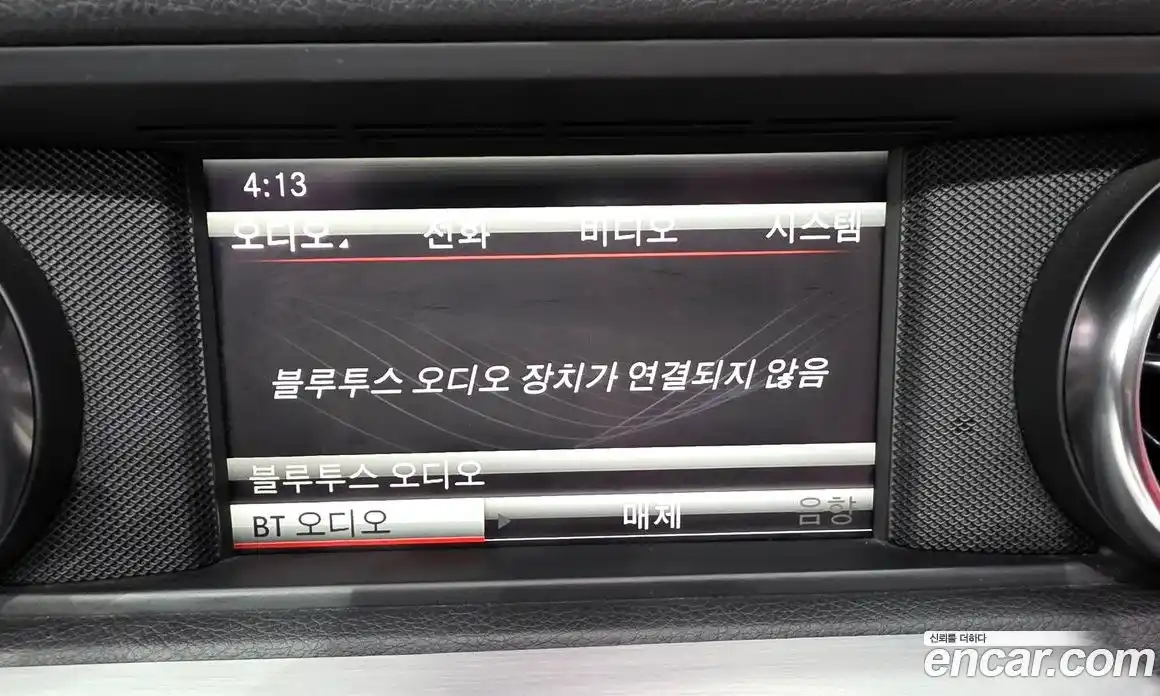 4:13
오디오 전화 비디오 시스템
블루투스 오디오 장치가 연결되지 않음
블루투스 오디오
BT 오디오 매체 음향
신뢰를 더하다
encar.com